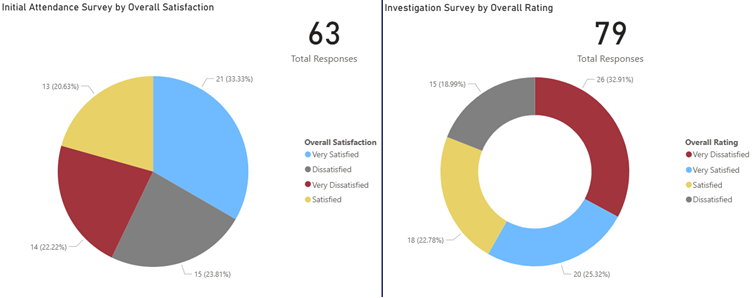 Initial Attendance Survey by Overall Satisfaction
63
Total Responses
13 (20.63%)
21 (33.33%)
14 (22.22%)
15 (23.81%)
Overall Satisfaction
Very Satisfied
Dissatisfied
Very Dissatisfied
Satisfied
Investigation Survey by Overall Rating
79
Total Responses
15 (18.99%)
26 (32.91%)
18 (22.78%)
20 (25.32%)
Overall Rating
Very Dissatisfied
Very Satisfied
Satisfied
Dissatisfied